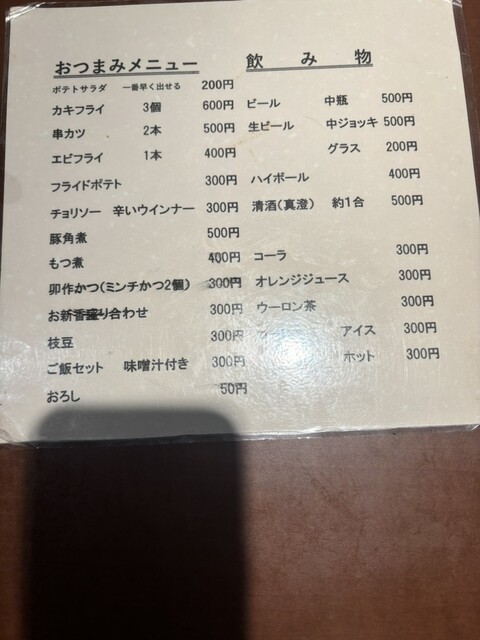 おつまみメニュー
ポテトサラダ 一番早く出せる 200円
カキフライ 3個 600円
串カツ 2本 500円
エビフライ 1本 400円
フライドポテト 300円
チョリソー 辛いウインナー 300円
豚角煮 500円
もつ煮 400円
卯作かつ(ミンチかつ2個) 300円
お新香盛り合わせ 300円
枝豆 300円
ご飯セット 味噌汁付き 300円
おろし 50円
飲み物
ビール 中瓶 500円
生ビール 中ジョッキ 500円
グラス 200円
ハイボール 400円
清酒(真澄) 約1合 500円
コーラ 300円
オレンジジュース 300円
ウーロン茶 300円
アイス 300円
ホット 300円